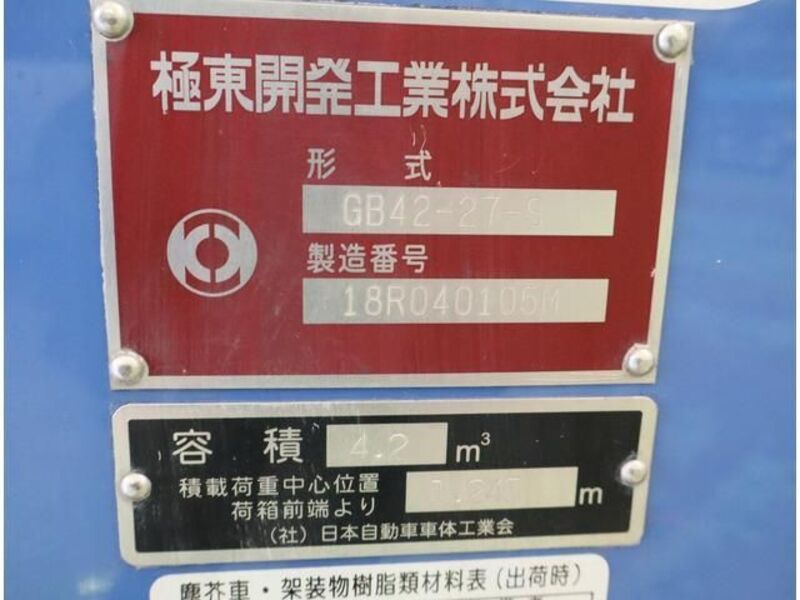 極東開発工業株式会社
形 式
GB42-27-S
製造番号
18R040105M
容 積 4.2 m³
積載荷重中心位置
荷箱前端より m
(社) 日本自動車車体工業会
塵芥車・架装物樹脂類材料表 (出荷時)